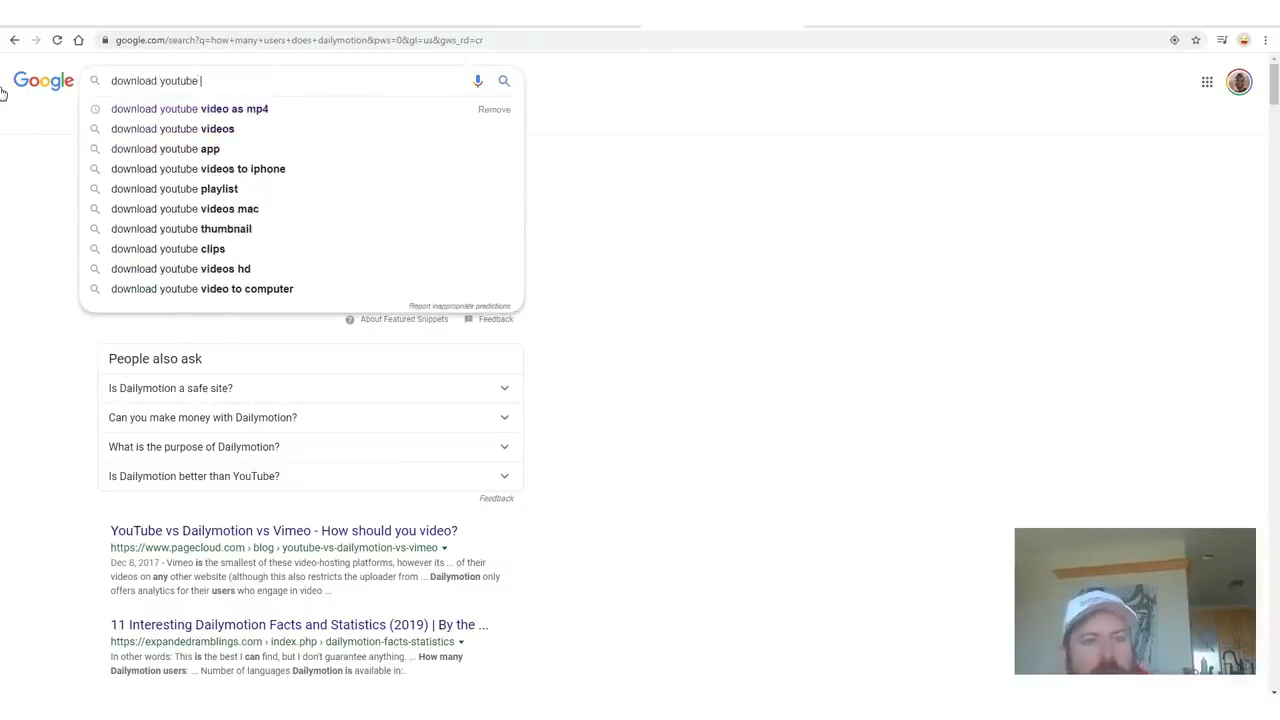 google.com/search?q=how+many+users+does+dailymotion&pws=0&gl=us&gws_rd=cr
Google
download youtube
download youtube video as mp4
Remove
download youtube videos
download youtube app
download youtube videos to iphone
download youtube playlist
download youtube videos mac
download youtube thumbnail
download youtube clips
download youtube videos hd
download youtube video to computer
Report inappropriate predictions
About Featured Snippets Feedback
People also ask
Is Dailymotion a safe site?
Can you make money with Dailymotion?
What is the purpose of Dailymotion?
Is Dailymotion better than YouTube?
Feedback
YouTube vs Dailymotion vs Vimeo - How should you video?
https://www.pagecloud.com › blog › youtube-vs-dailymotion-vs-vimeo
Dec 8, 2017 - Vimeo is the smallest of these video-hosting platforms, however its ... of their
videos on any other website (although this also restricts the uploader from ... Dailymotion only
offers analytics for their users who engage in video ...
11 Interesting Dailymotion Facts and Statistics (2019) | By the ...
https://expandedramblings.com › index.php › dailymotion-facts-statistics
In other words: This is the best I can find, but I don't guarantee anything. ... How many
Dailymotion users: ... Number of languages Dailymotion is available in:.